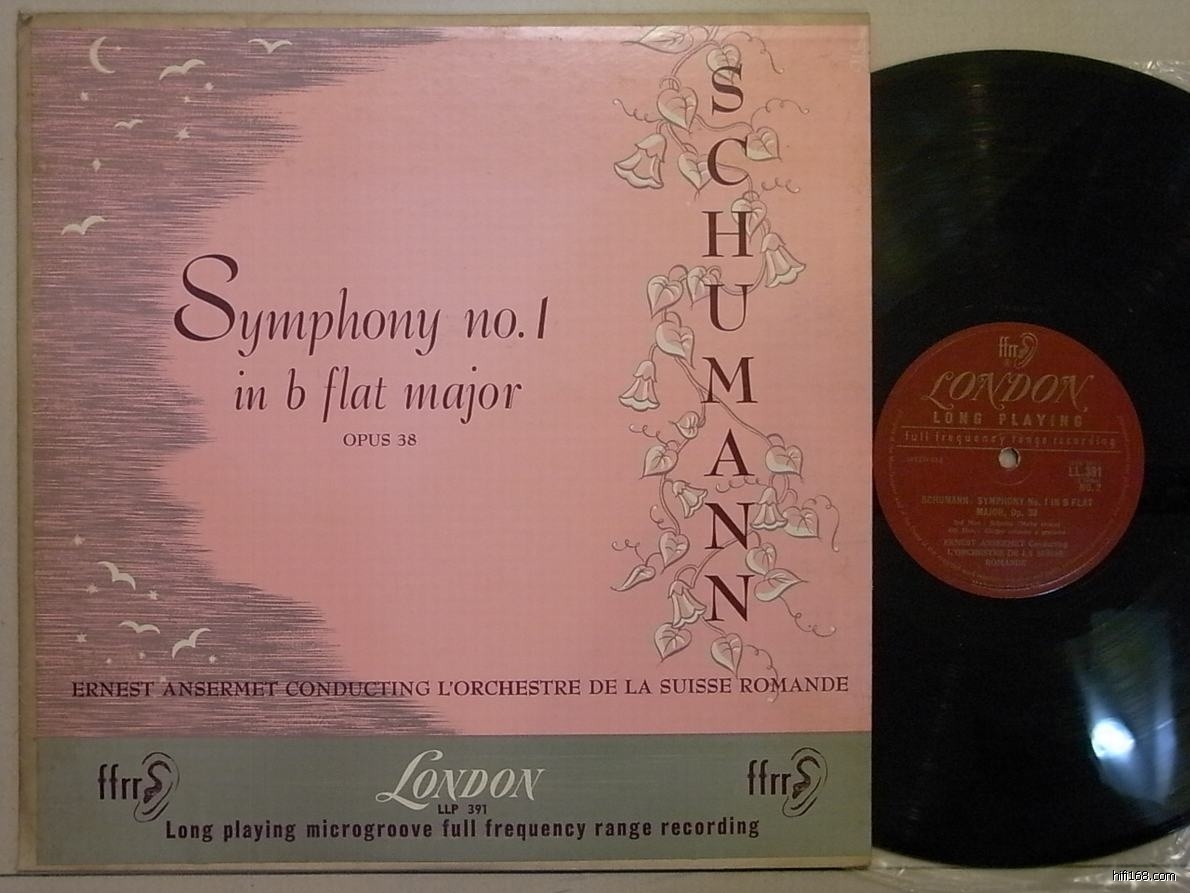 SCHUMANN
Symphony no. 1
in b flat major
OPUS 38
ERNEST ANSERMET CONDUCTING L'ORCHESTRE DE LA SUISSE ROMANDE
ffrr
LONDON
ffrr
LLP 391
Long playing microgroove full frequency range recording
ffrr
LONDON
LONG PLAYING
full frequency range recording
LL.391
NO. 2
SCHUMANN: SYMPHONY No. 1 IN B FLAT
MAJOR, Op. 38
ERNEST ANSERMET Conducting
L'ORCHESTRE DE LA SUISSE
ROMANDE
hifi168.com